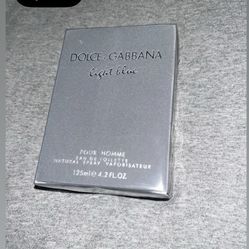 DOLCE & GABBANA
light blue
POUR HOMME
EAU DE TOILETTE
NATURAL SPRAY VAPORISATEUR
125ml℮ 4.2 FL.OZ.